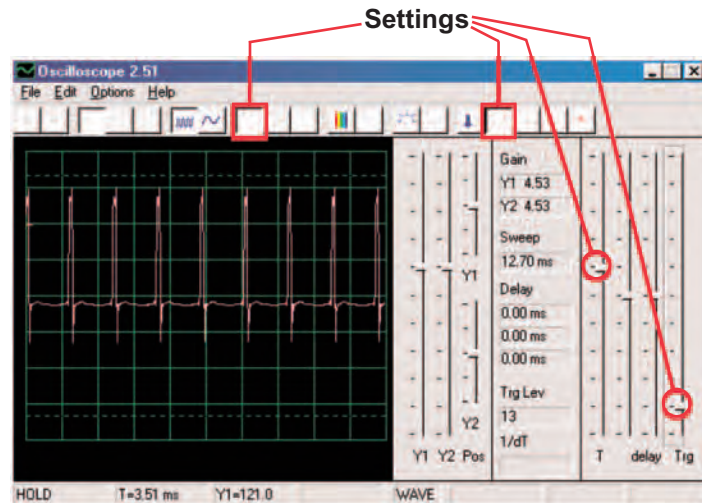 Settings
Oscilloscope 2.51
File Edit Options Help
Gain
Y1 4.53
Y2 4.53
Sweep
12.70 ms
Delay
0.00 ms
0.00 ms
0.00 ms
Trg Lev
13
1/dT
Y1
Y2
Y1 Y2 Pos
T delay Trg
HOLD T=3.51 ms Y1=121.0 WAVE